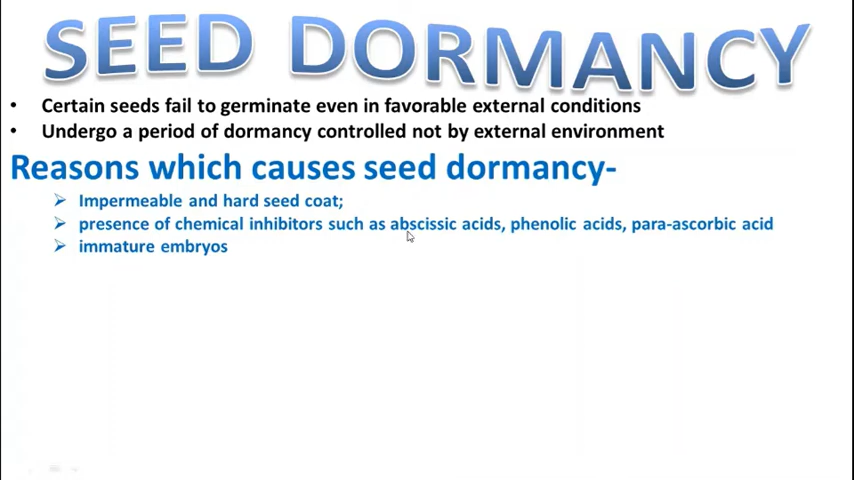 SEED DORMANCY
• Certain seeds fail to germinate even in favorable external conditions
• Undergo a period of dormancy controlled not by external environment
Reasons which causes seed dormancy-
➢ Impermeable and hard seed coat;
➢ presence of chemical inhibitors such as abscissic acids, phenolic acids, para-ascorbic acid
➢ immature embryos